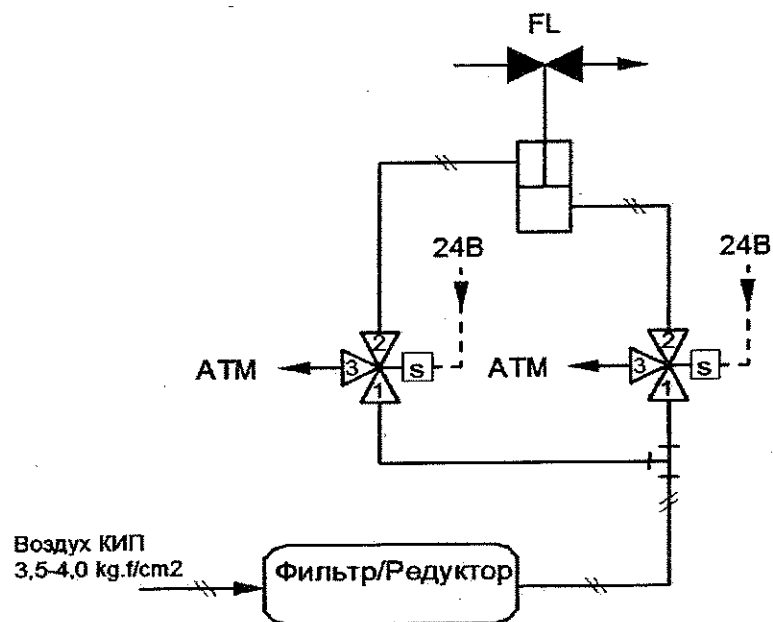 FL
24В
24В
2
2
АТМ
3
s
АТМ
3
s
1
1
Воздух КИП
3,5-4,0 kg.f/cm2
Фильтр/Редуктор